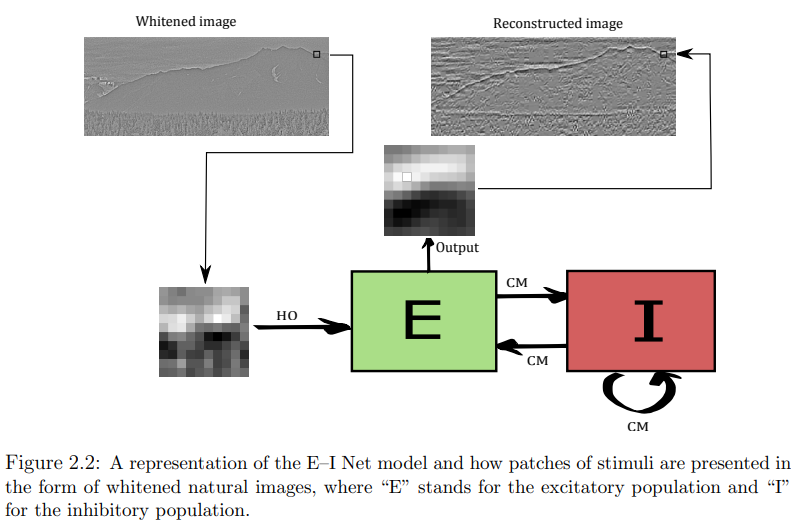 Whitened image
Reconstructed image
Output
HO
E
CM
I
CM
CM
Figure 2.2: A representation of the E–I Net model and how patches of stimuli are presented in
the form of whitened natural images, where “E” stands for the excitatory population and “I”
for the inhibitory population.